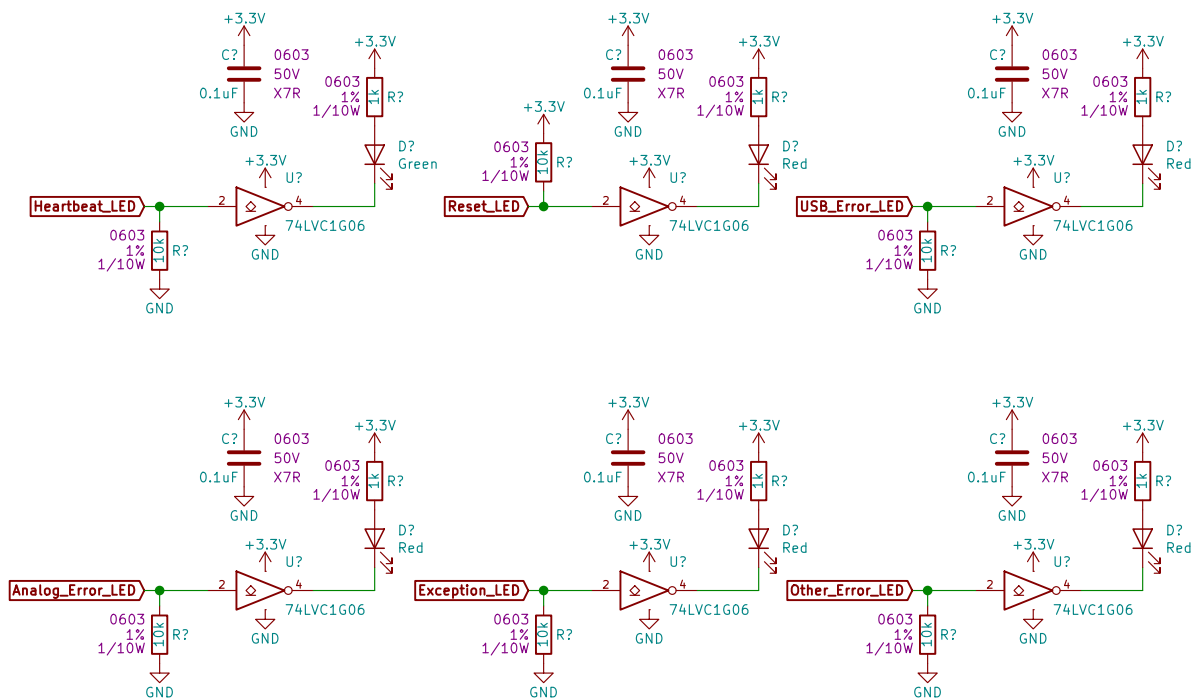 +3.3V
C?
0603
50V
X7R
0.1uF
GND
+3.3V
0603
1%
1/10W
1k
R?
D?
Green
+3.3V
U?
Heartbeat_LED
2
4
74LVC1G06
GND
0603
1%
1/10W
10k
R?
GND
+3.3V
C?
0603
50V
X7R
0.1uF
GND
+3.3V
0603
1%
1/10W
1k
R?
D?
Red
+3.3V
0603
1%
1/10W
10k
R?
+3.3V
U?
Reset_LED
2
4
74LVC1G06
GND
+3.3V
C?
0603
50V
X7R
0.1uF
GND
+3.3V
0603
1%
1/10W
1k
R?
D?
Red
+3.3V
U?
USB_Error_LED
2
4
74LVC1G06
GND
0603
1%
1/10W
10k
R?
GND
+3.3V
C?
0603
50V
X7R
0.1uF
GND
+3.3V
0603
1%
1/10W
1k
R?
D?
Red
+3.3V
U?
Analog_Error_LED
2
4
74LVC1G06
GND
0603
1%
1/10W
10k
R?
GND
+3.3V
C?
0603
50V
X7R
0.1uF
GND
+3.3V
0603
1%
1/10W
1k
R?
D?
Red
+3.3V
U?
Exception_LED
2
4
74LVC1G06
GND
0603
1%
1/10W
10k
R?
GND
+3.3V
C?
0603
50V
X7R
0.1uF
GND
+3.3V
0603
1%
1/10W
1k
R?
D?
Red
+3.3V
U?
Other_Error_LED
2
4
74LVC1G06
GND
0603
1%
1/10W
10k
R?
GND